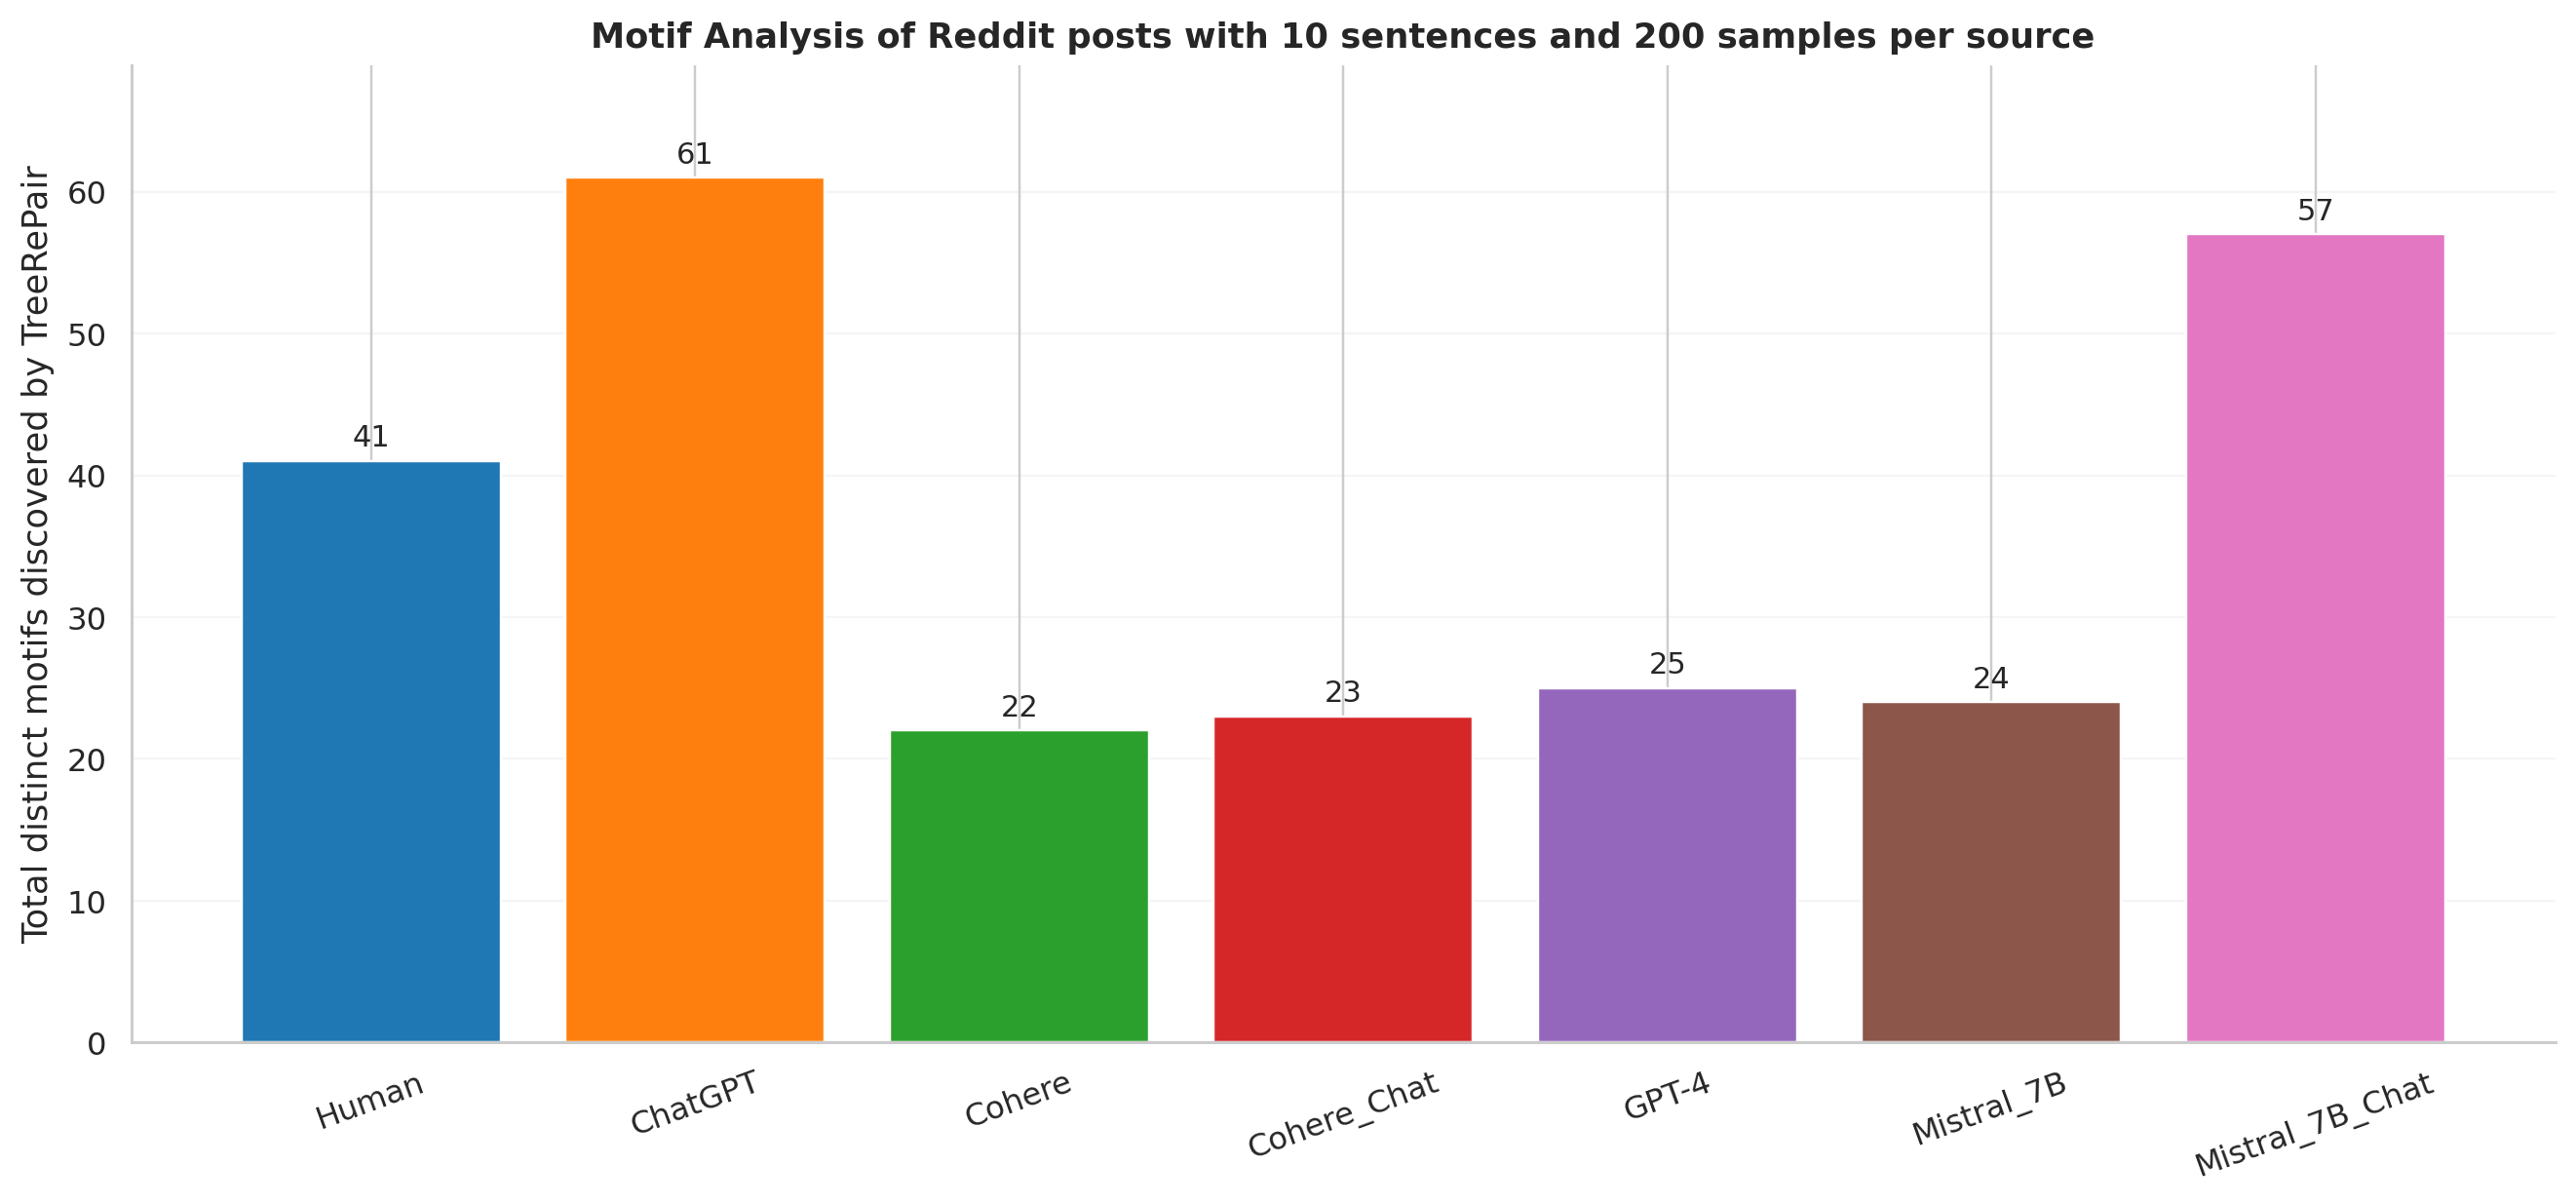 Motif Analysis of Reddit posts with 10 sentences and 200 samples per source
Total distinct motifs discovered by TreeRePair
60
50
40
30
20
10
0
41
61
22
23
25
24
57
Human
ChatGPT
Cohere
Cohere_Chat
GPT-4
Mistral_7B
Mistral_7B_Chat